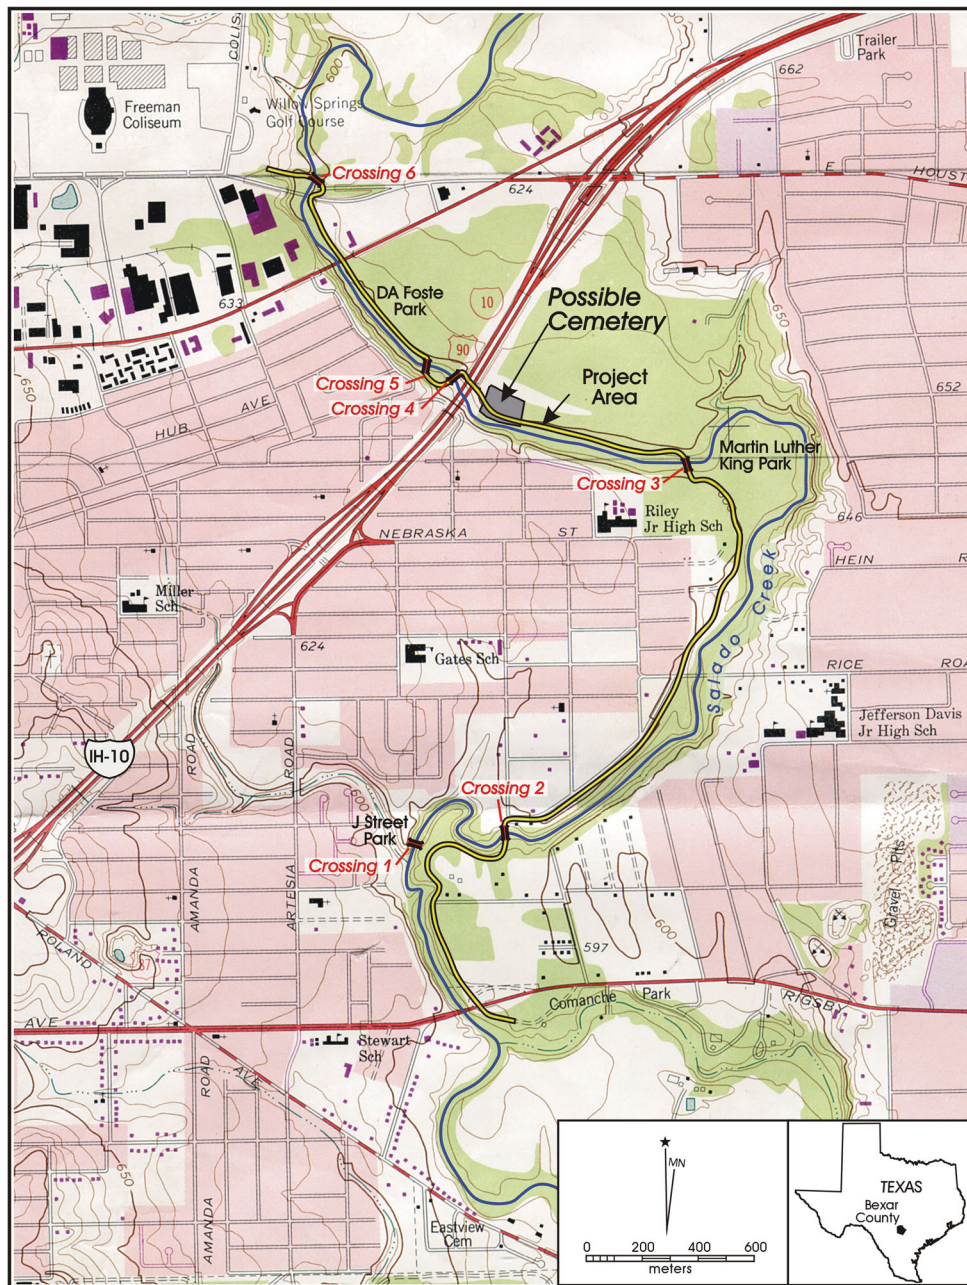 COLIS
Trailer
Park
662
600
Freeman
Coliseum
Willow Springs
Golf Course
Crossing 6
624
E
HOUST
633
DA Foste
Park
10
Possible
Cemetery
650
90
650
Crossing 5
Project
Area
652
Crossing 4
HUB AVE
Martin Luther
King Park
Crossing 3
Riley
Jr High Sch
646
NEBRASKA ST
HEIN R
Miller
Sch
Salado Creek
624
Gates Sch
RICE ROA
Jefferson Davis
Jr High Sch
IH-10
ROAD
ROAD
600
Crossing 2
J Street
Park
Crossing 1
Gravel Pits
AMANDA
ARTESIA
597
600
ROLAND
87
Comanche Park
RIGSBY
AVE
Stewart
Sch
ROAD
AVE
650
MN
TEXAS
Bexar
County
AMANDA
Eastview
Cem
0 200 400 600
meters